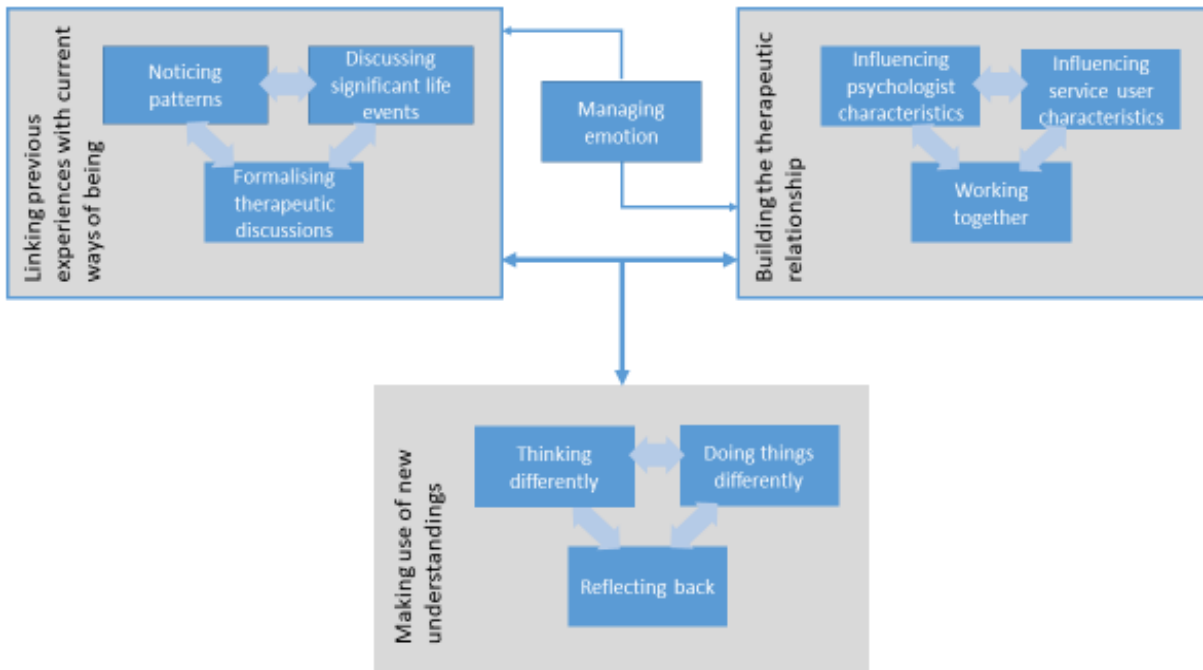 Linking previous
experiences with current
ways of being
Noticing
patterns
Discussing
significant life
events
Formalising
therapeutic
discussions
Managing
emotion
Building the therapeutic
relationship
Influencing
psychologist
characteristics
Influencing
service user
characteristics
Working
together
Making use of new
understandings
Thinking
differently
Doing things
differently
Reflecting back